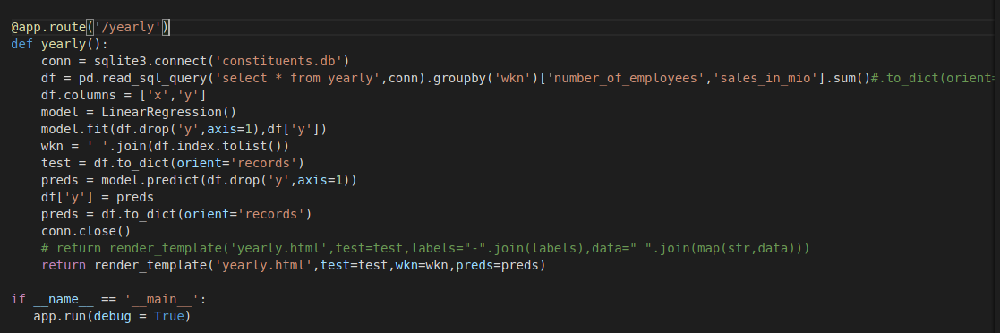 @app.route('/yearly')
def yearly():
    conn = sqlite3.connect('constituents.db')
    df = pd.read_sql_query('select * from yearly',conn).groupby('wkn')['number_of_employees','sales_in_mio'].sum()#.to_dict(orient=
    df.columns = ['x','y']
    model = LinearRegression()
    model.fit(df.drop('y',axis=1),df['y'])
    wkn = ' '.join(df.index.tolist())
    test = df.to_dict(orient='records')
    preds = model.predict(df.drop('y',axis=1))
    df['y'] = preds
    preds = df.to_dict(orient='records')
    conn.close()
    # return render_template('yearly.html',test=test,labels="-".join(labels),data=" ".join(map(str,data)))
    return render_template('yearly.html',test=test,wkn=wkn,preds=preds)
if __name__ == '__main__':
   app.run(debug = True)